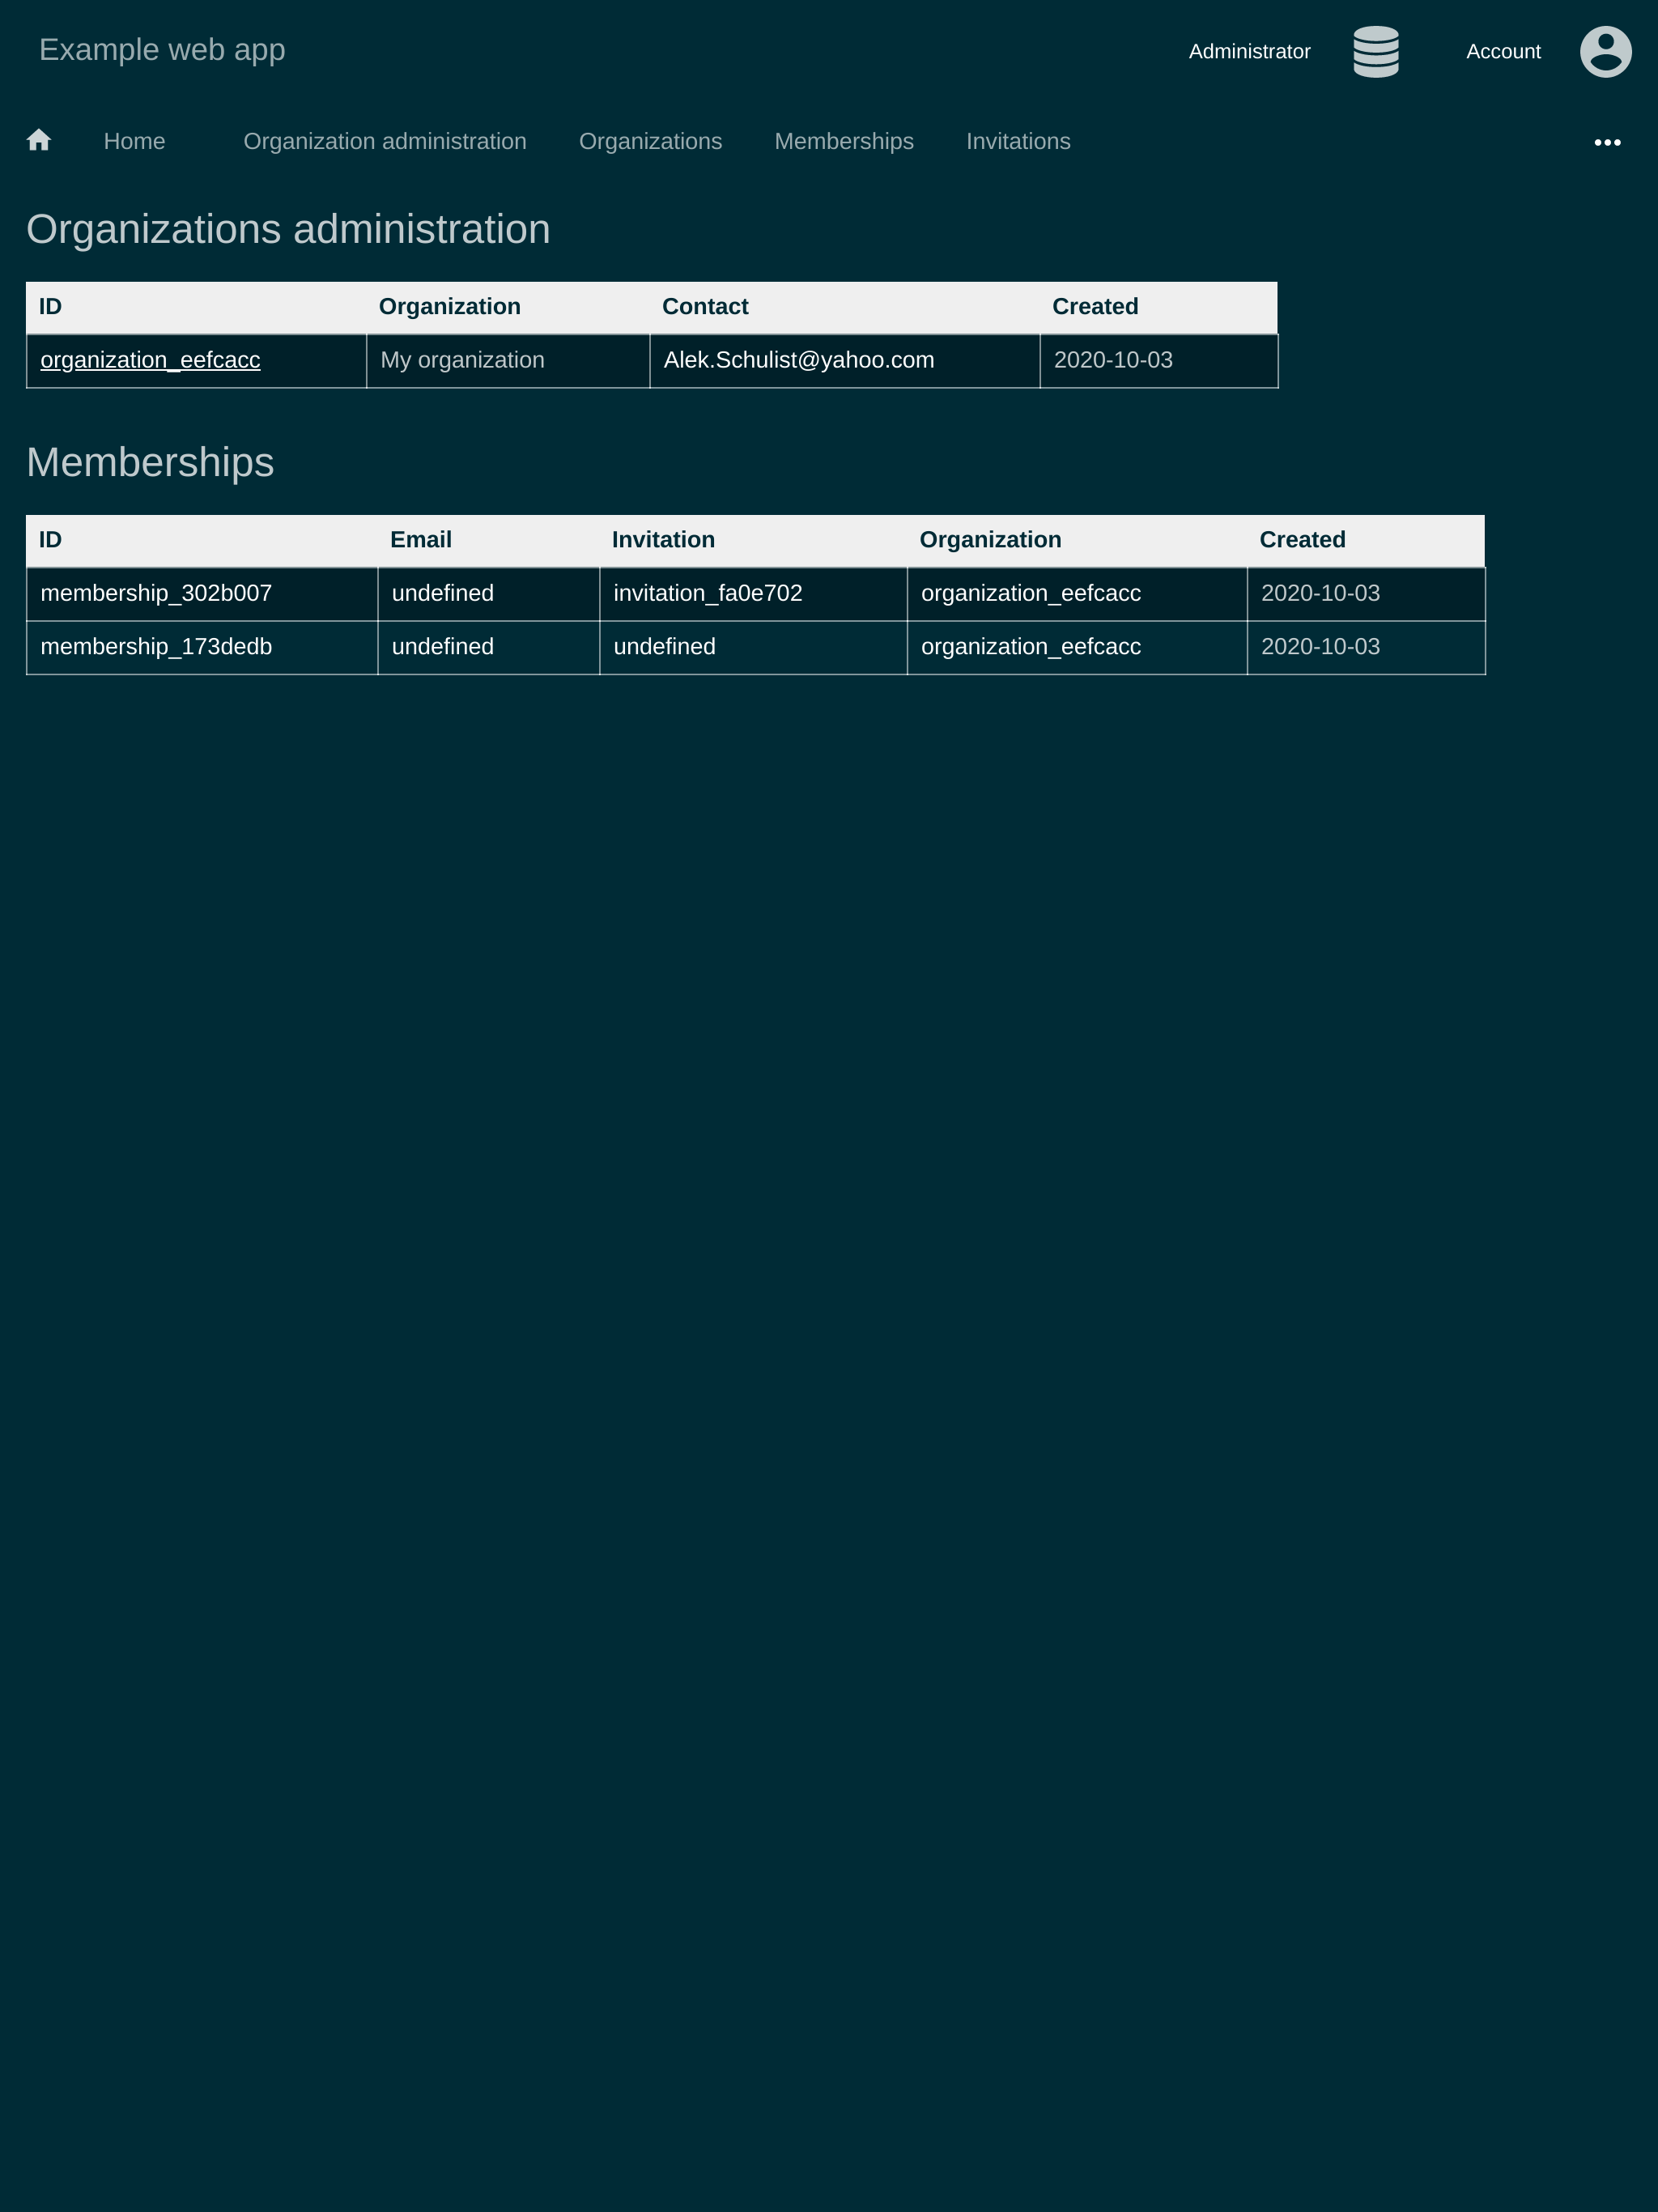 Example web app
Administrator Account
Home Organization administration Organizations Memberships Invitations
Organizations administration
ID Organization Contact Created
organization_eefcacc My organization Alek.Schulist@yahoo.com 2020-10-03
Memberships
ID Email Invitation Organization Created
membership_302b007 undefined invitation_fa0e702 organization_eefcacc 2020-10-03
membership_173dedb undefined undefined organization_eefcacc 2020-10-03